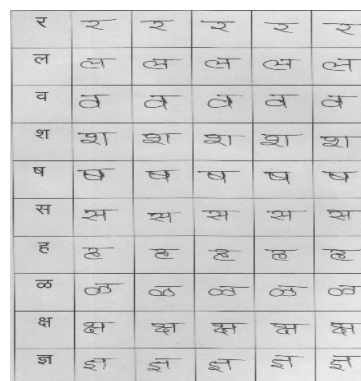 र र र र र र
ल ल ल ल ल ल
व व व व व व
श श श श श श
ष ष ष ष ष ष
स स स स स स
ह ह ह ह ह ह
ळ ळ ळ ळ ळ ळ
क्ष क्ष क्ष क्ष क्ष क्ष
ज्ञ ज्ञ ज्ञ ज्ञ ज्ञ ज्ञ